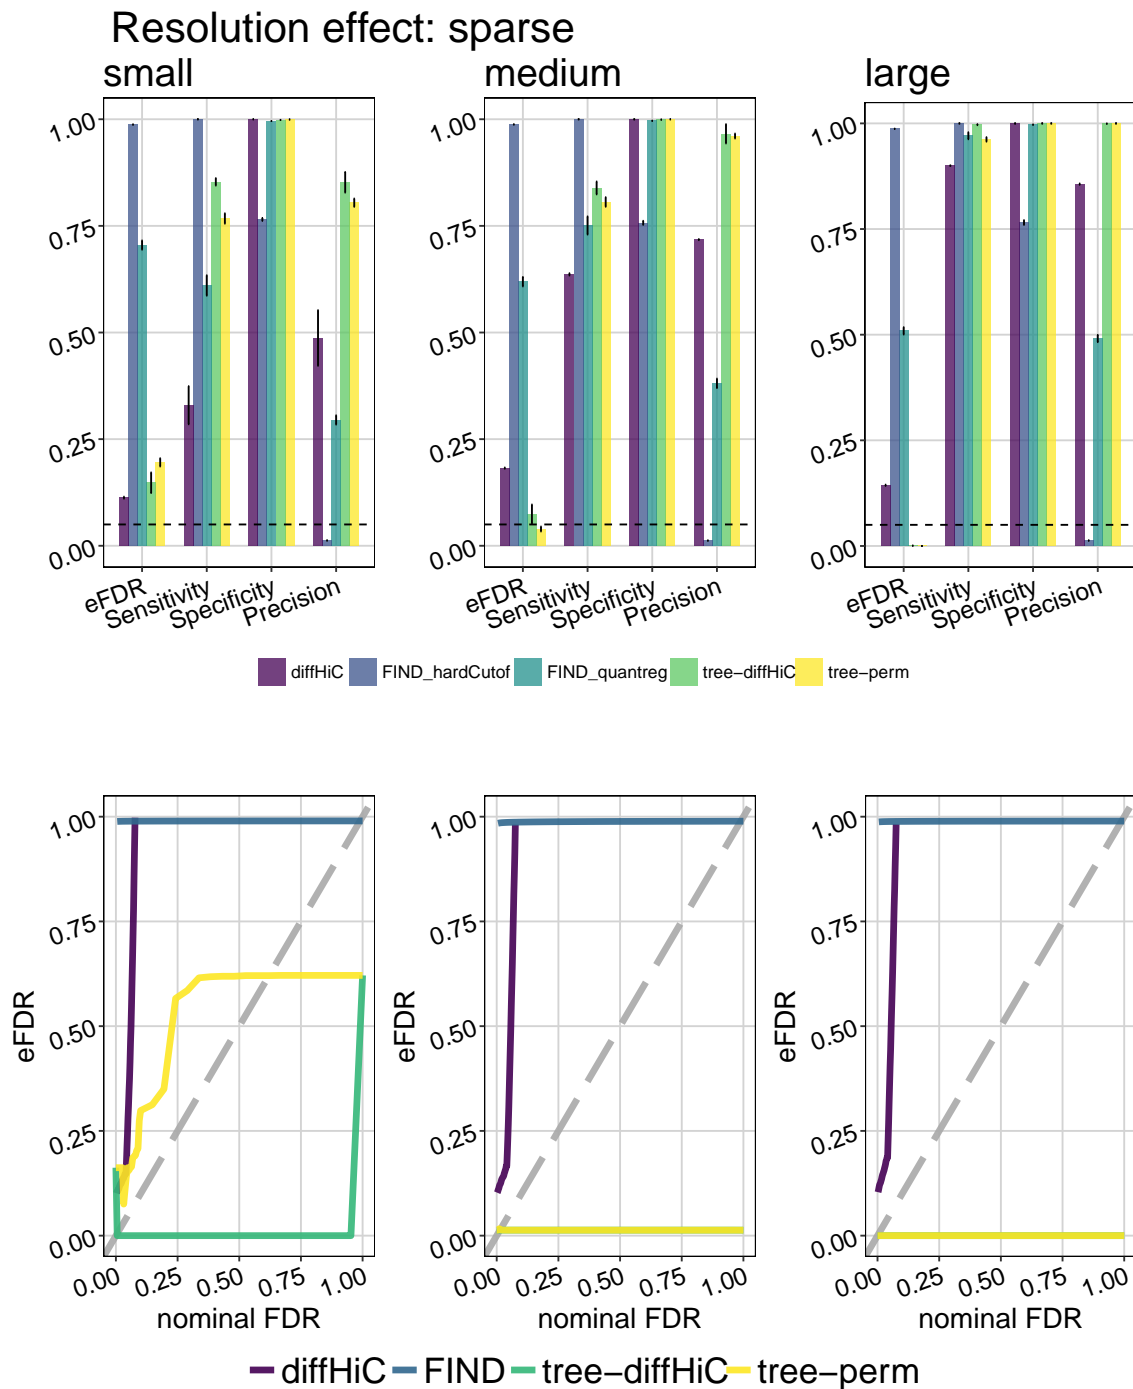 Resolution effect: sparse
small medium large
1.00 1.00 1.00
0.75 0.75 0.75
0.50 0.50 0.50
0.25 0.25 0.25
0.00 0.00 0.00
eFDR Sensitivity Specificity Precision eFDR Sensitivity Specificity Precision eFDR Sensitivity Specificity Precision
diffHiC FIND_hardCutof FIND_quantreg tree−diffHiC tree−perm
1.00 1.00 1.00
0.75 0.75 0.75
0.50 0.50 0.50
0.25 0.25 0.25
0.00 0.00 0.00
eFDR eFDR eFDR
0.00 0.25 0.50 0.75 1.00 0.00 0.25 0.50 0.75 1.00 0.00 0.25 0.50 0.75 1.00
nominal FDR nominal FDR nominal FDR
diffHiC FIND tree−diffHiC tree−perm